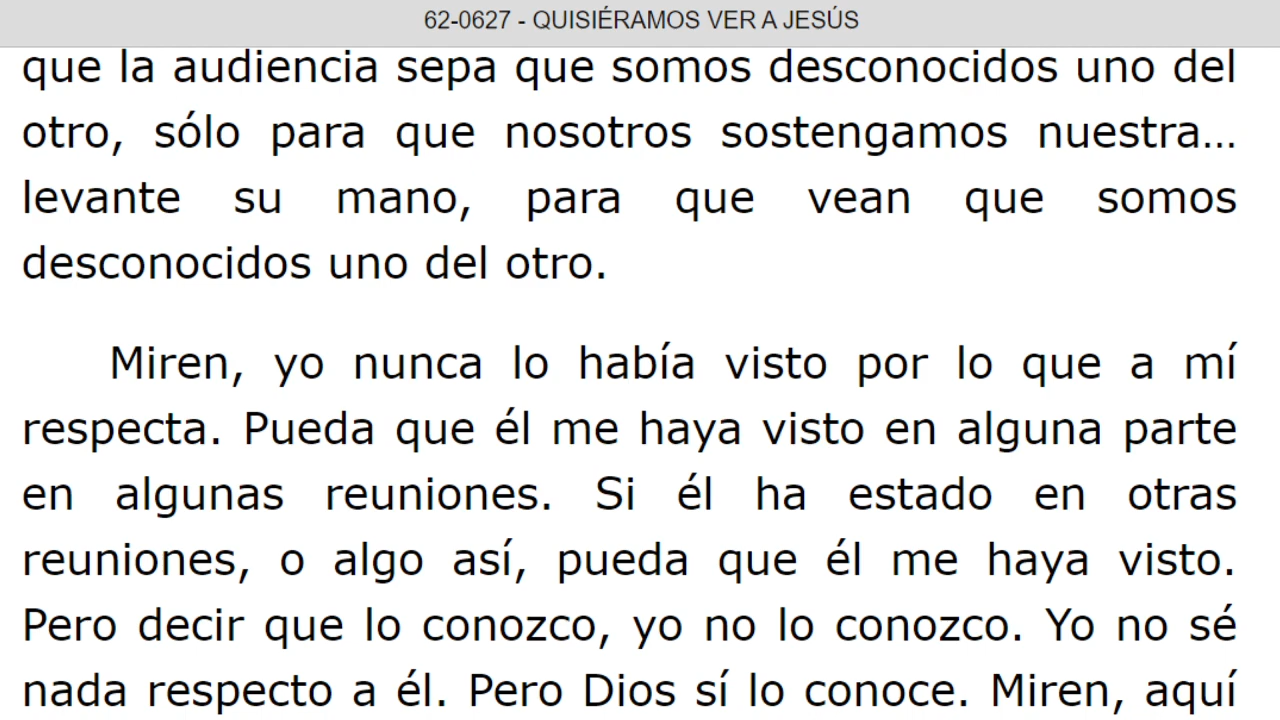 62-0627 - QUISIÉRAMOS VER A JESÚS
que la audiencia sepa que somos desconocidos uno del
otro, sólo para que nosotros sostengamos nuestra...
levante su mano, para que vean que somos
desconocidos uno del otro.
Miren, yo nunca lo había visto por lo que a mí
respecta. Pueda que él me haya visto en alguna parte
en algunas reuniones. Si él ha estado en otras
reuniones, o algo así, pueda que él me haya visto.
Pero decir que lo conozco, yo no lo conozco. Yo no sé
nada respecto a él. Pero Dios sí lo conoce. Miren, aquí